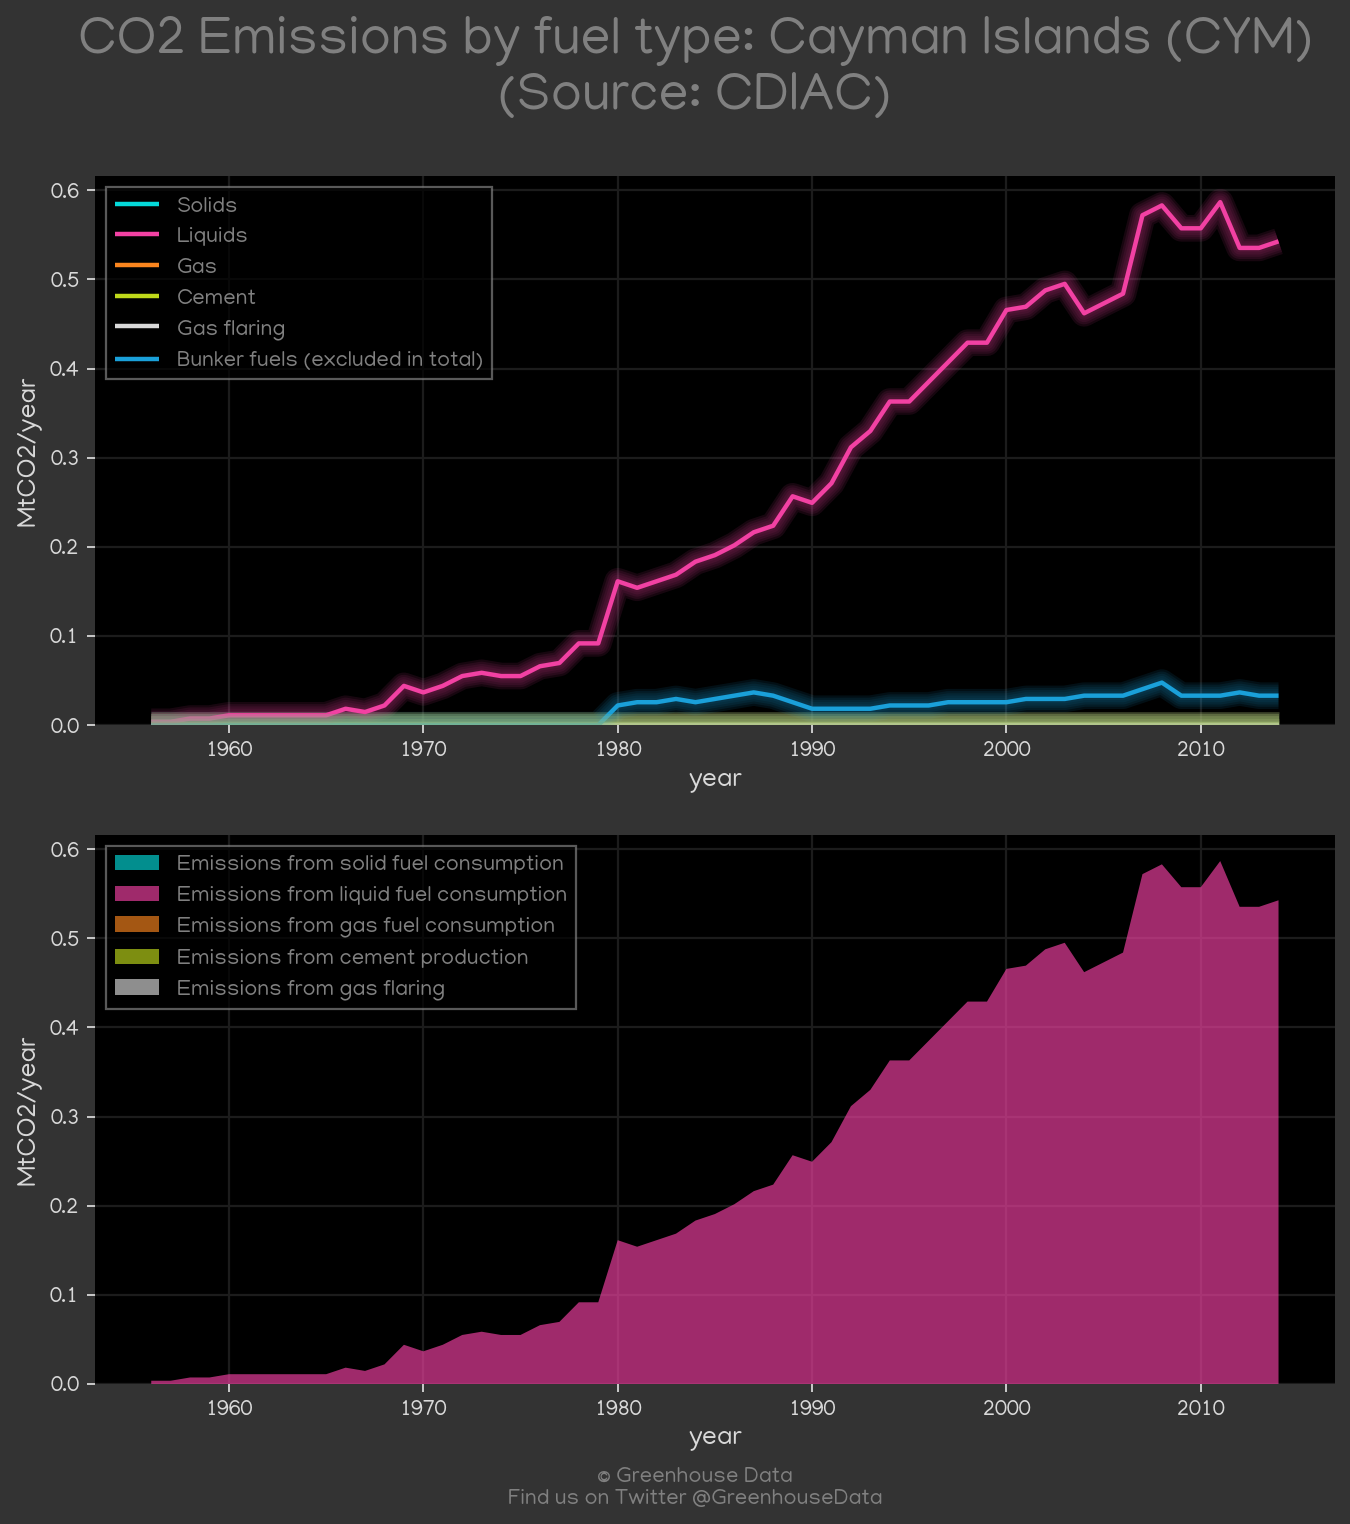 CO2 Emissions by fuel type: Cayman Islands (CYM)
(Source: CDIAC)
0.6
0.5
0.4
0.3
0.2
0.1
0.0
MtCO2/year
Solids
Liquids
Gas
Cement
Gas flaring
Bunker fuels (excluded in total)
1960 1970 1980 1990 2000 2010
year
0.6
0.5
0.4
0.3
0.2
0.1
0.0
MtCO2/year
Emissions from solid fuel consumption
Emissions from liquid fuel consumption
Emissions from gas fuel consumption
Emissions from cement production
Emissions from gas flaring
1960 1970 1980 1990 2000 2010
year
© Greenhouse Data
Find us on Twitter @GreenhouseData